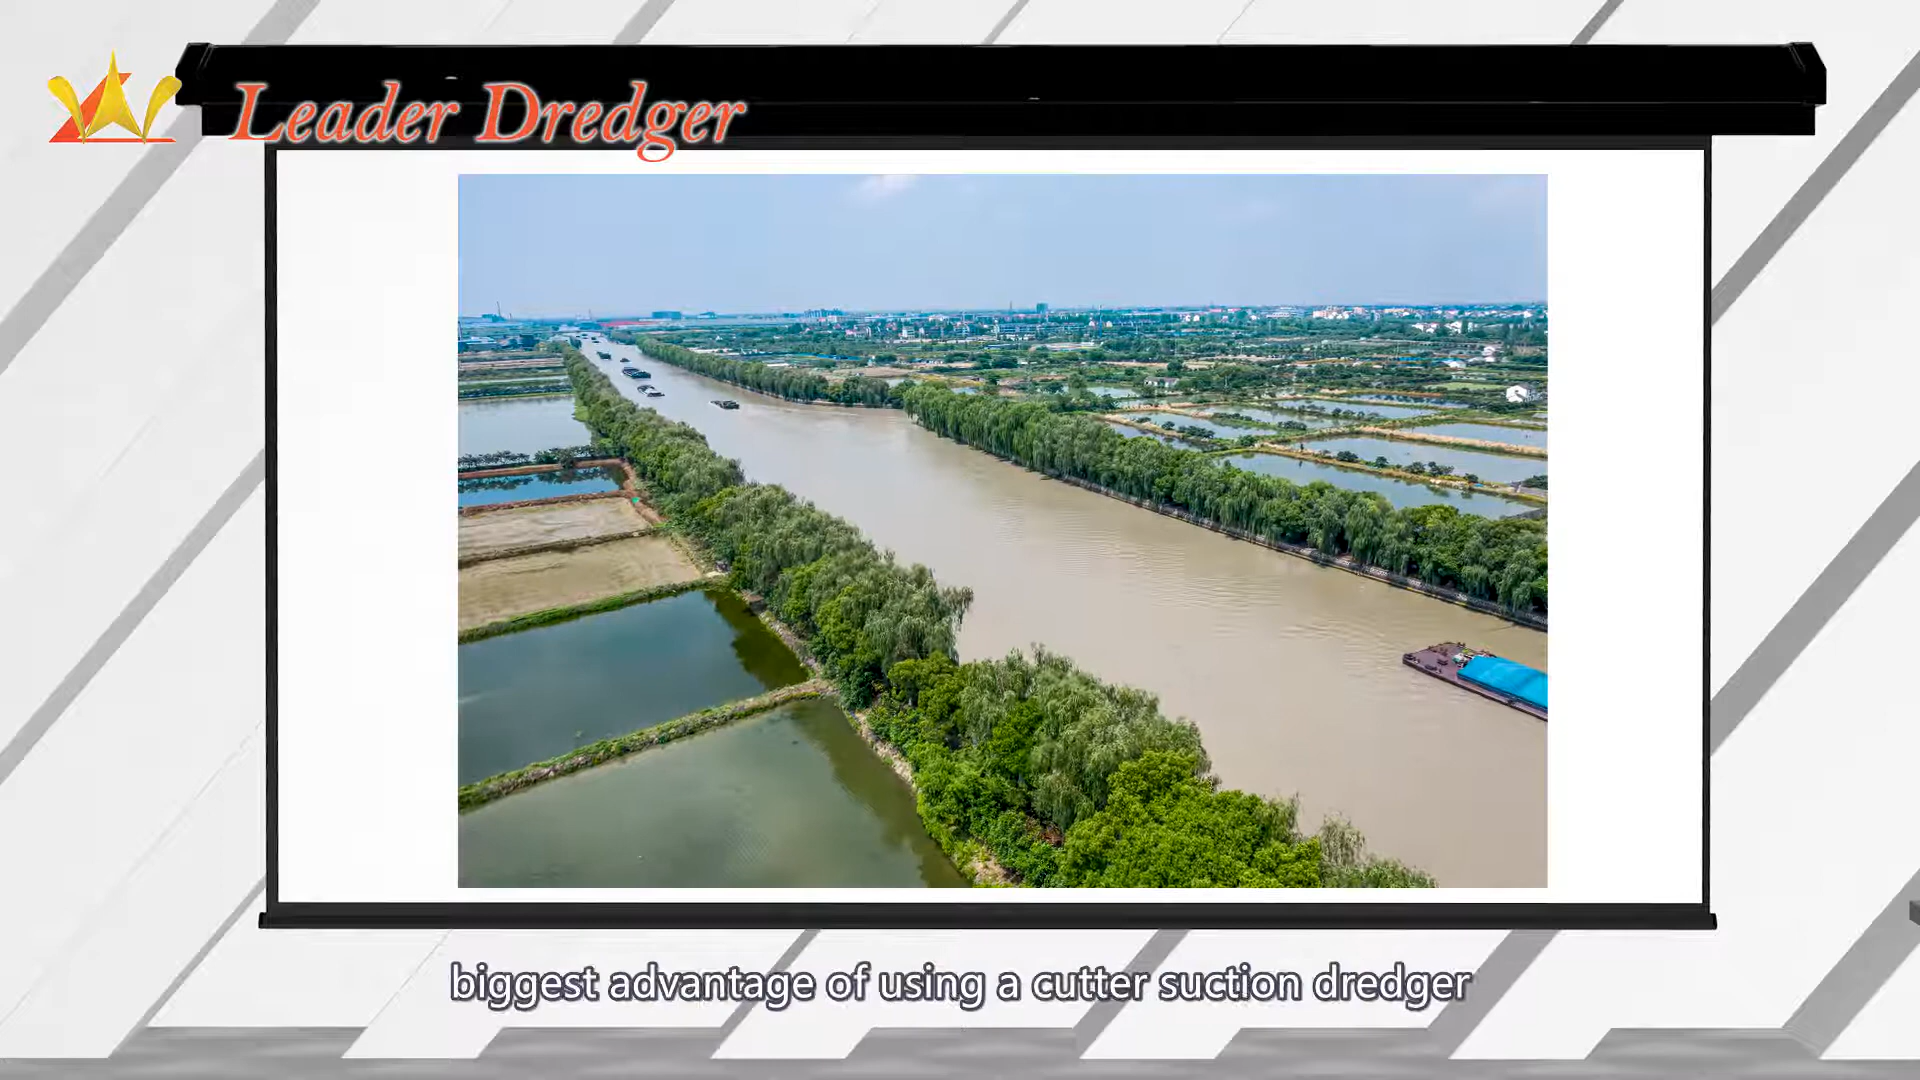 Leader Dredger
biggest advantage of using a cutter suction dredger